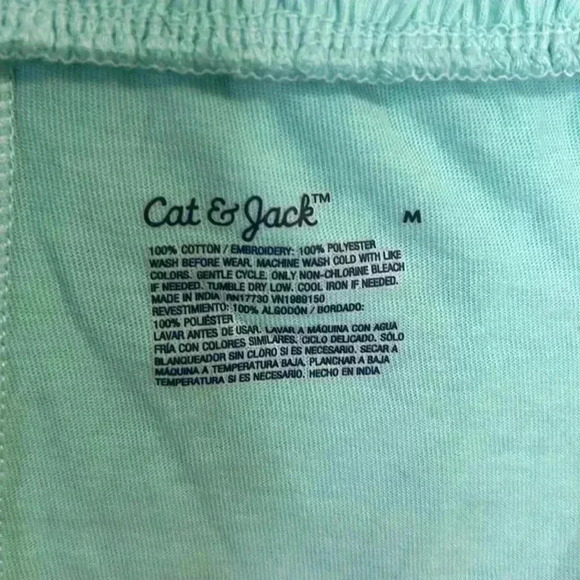 Cat & Jack™ M
100% COTTON / EMBROIDERY: 100% POLYESTER
WASH BEFORE WEAR. MACHINE WASH COLD WITH LIKE
COLORS. GENTLE CYCLE. ONLY NON-CHLORINE BLEACH
IF NEEDED. TUMBLE DRY LOW. COOL IRON IF NEEDED.
MADE IN INDIA RN17730 VN1989150
REVESTIMIENTO: 100% ALGODÓN / BORDADO:
100% POLIÉSTER
LAVAR ANTES DE USAR. LAVAR A MÁQUINA CON AGUA
FRÍA CON COLORES SIMILARES. CICLO DELICADO. SÓLO
BLANQUEADOR SIN CLORO SI ES NECESARIO. SECAR A
MÁQUINA A TEMPERATURA BAJA. PLANCHAR A BAJA
TEMPERATURA SI ES NECESARIO. HECHO EN INDIA